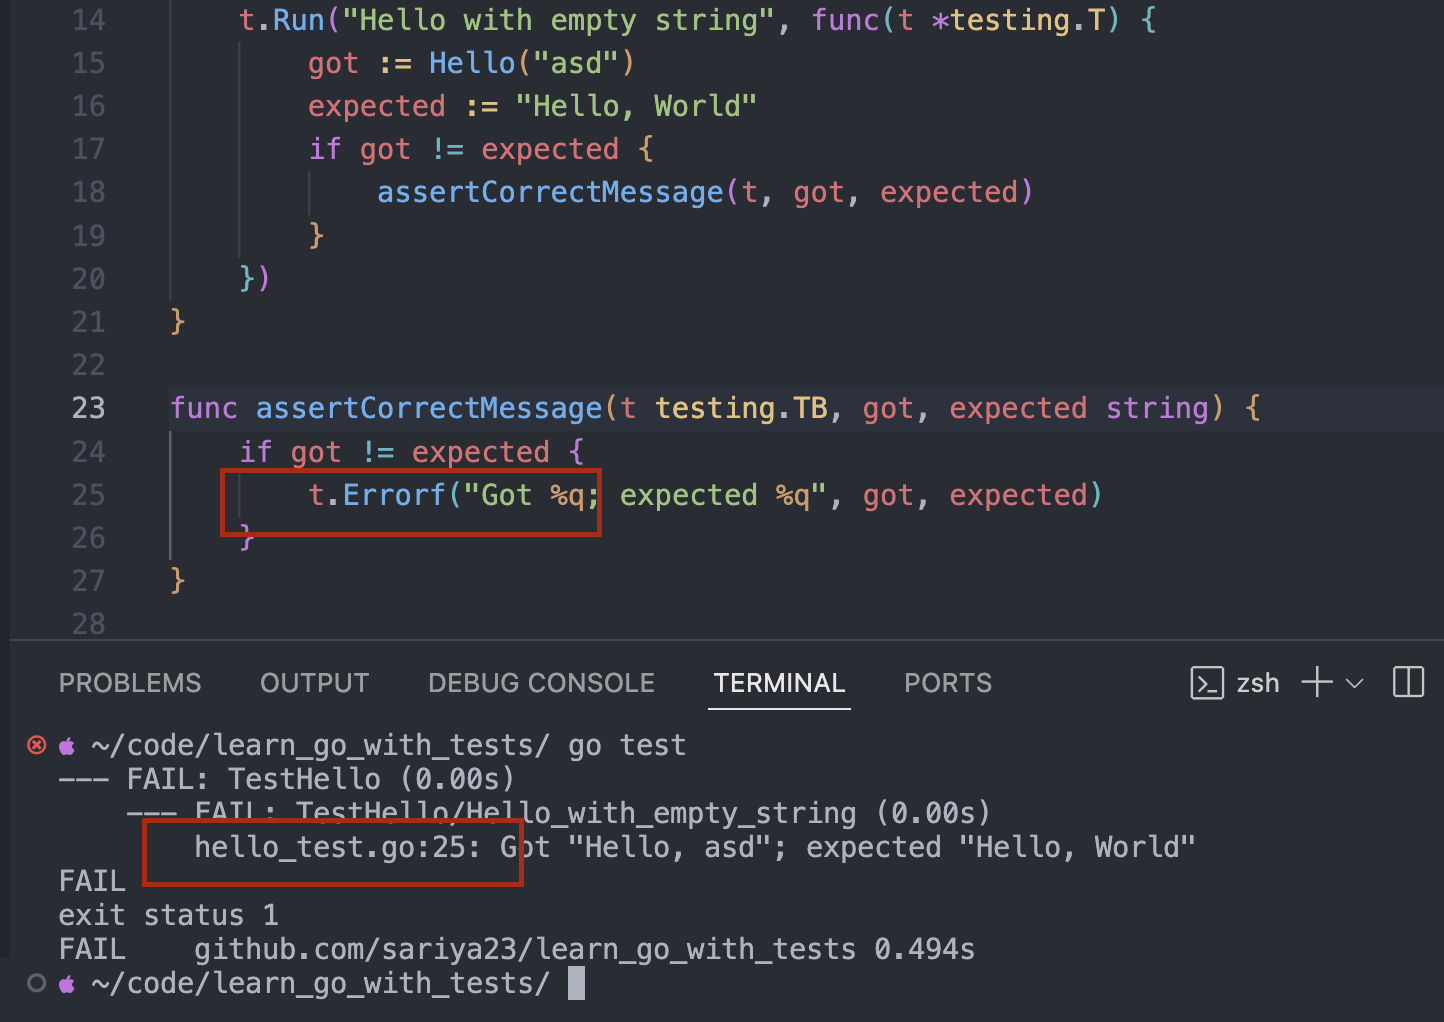 14 t.Run("Hello with empty string", func(t *testing.T) {
15 got := Hello("asd")
16 expected := "Hello, World"
17 if got != expected {
18 assertCorrectMessage(t, got, expected)
19 }
20 })
21 }
22
23 func assertCorrectMessage(t testing.TB, got, expected string) {
24 if got != expected {
25 t.Errorf("Got %q; expected %q", got, expected)
26 }
27 }
28
PROBLEMS OUTPUT DEBUG CONSOLE TERMINAL PORTS zsh
~/code/learn_go_with_tests/ go test
--- FAIL: TestHello (0.00s)
--- FAIL: TestHello/Hello_with_empty_string (0.00s)
hello_test.go:25: Got "Hello, asd"; expected "Hello, World"
FAIL
exit status 1
FAIL github.com/sariya23/learn_go_with_tests 0.494s
~/code/learn_go_with_tests/